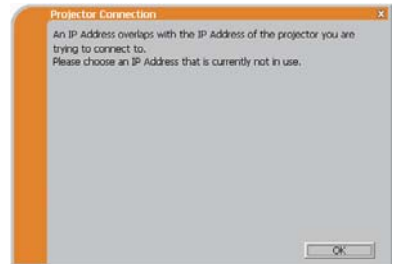 Projector Connection X
An IP Address overlaps with the IP Address of the projector you are
trying to connect to.
Please choose an IP Address that is currently not in use.
OK